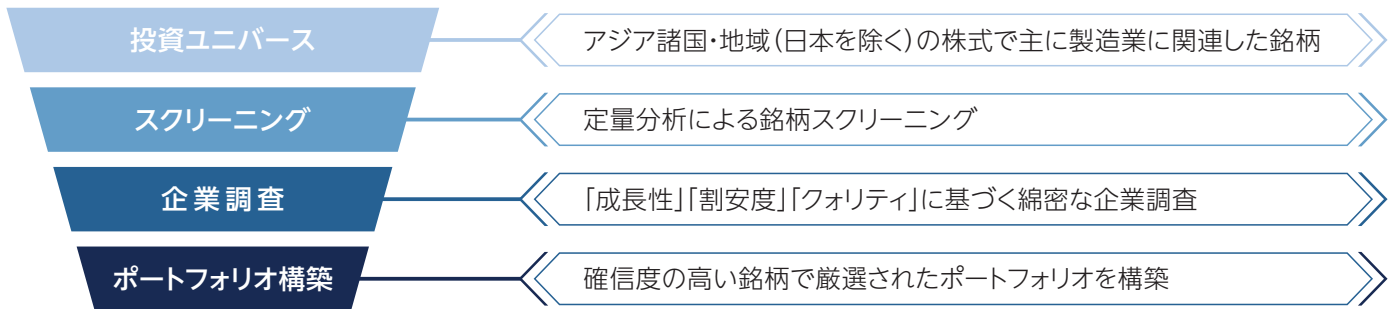 投資ユニバース
アジア諸国・地域(日本を除く)の株式で主に製造業に関連した銘柄
スクリーニング
定量分析による銘柄スクリーニング
企業調査
「成長性」「割安度」「クォリティ」に基づく綿密な企業調査
ポートフォリオ構築
確信度の高い銘柄で厳選されたポートフォリオを構築